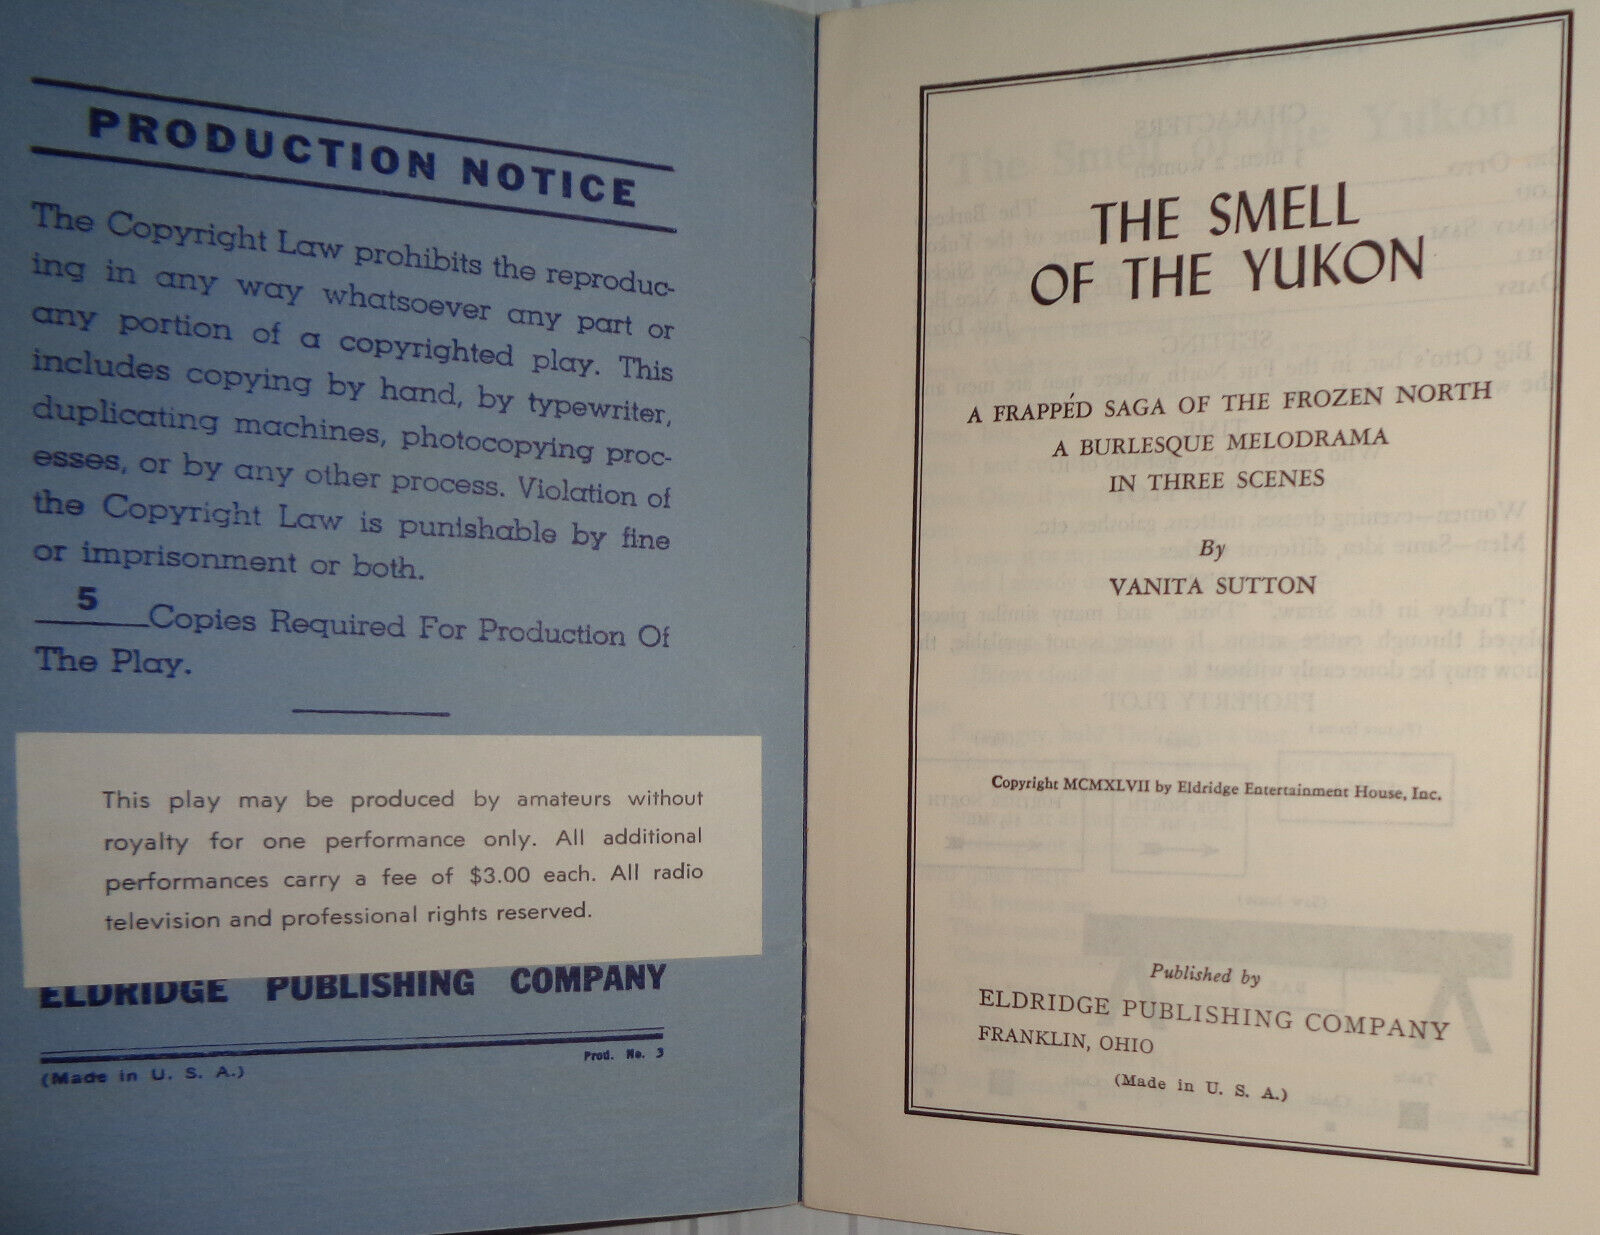 PRODUCTION NOTICE
The Copyright Law prohibits the reproduc-
ing in any way whatsoever any part or
any portion of a copyrighted play. This
includes copying by hand, by typewriter,
duplicating machines, photocopying proc-
esses, or by any other process. Violation of
the Copyright Law is punishable by fine
or imprisonment or both.
5 Copies Required For Production Of
The Play.
This play may be produced by amateurs without
royalty for one performance only. All additional
performances carry a fee of $3.00 each. All radio
television and professional rights reserved.
ELDRIDGE PUBLISHING COMPANY
Prod. No. 3
(Made in U. S. A.)
THE SMELL
OF THE YUKON
A FRAPPÉD SAGA OF THE FROZEN NORTH
A BURLESQUE MELODRAMA
IN THREE SCENES
By
VANITA SUTTON
Copyright MCMXLVII by Eldridge Entertainment House, Inc.
Published by
ELDRIDGE PUBLISHING COMPANY
FRANKLIN, OHIO
(Made in U. S. A.)